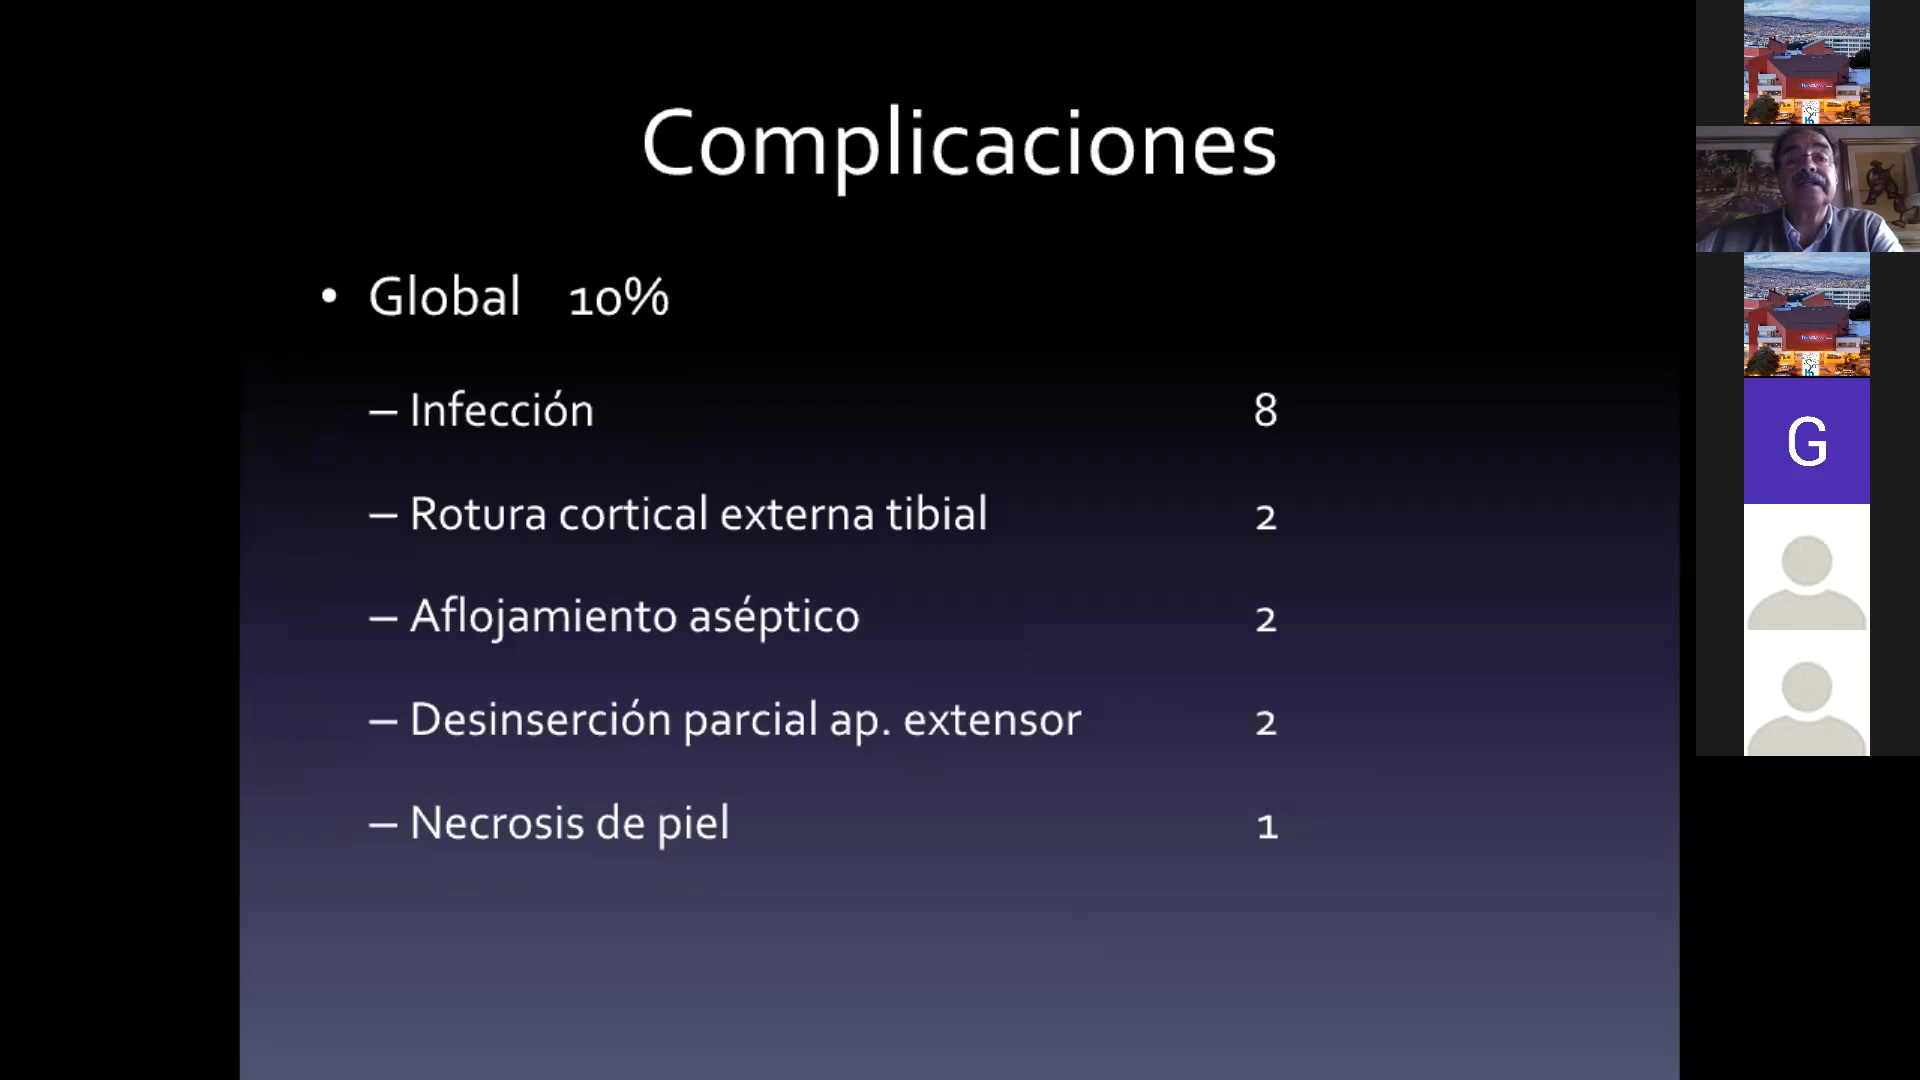 Complicaciones
• Global 10%
– Infección 8
– Rotura cortical externa tibial 2
– Aflojamiento aséptico 2
– Desinserción parcial ap. extensor 2
– Necrosis de piel 1
G